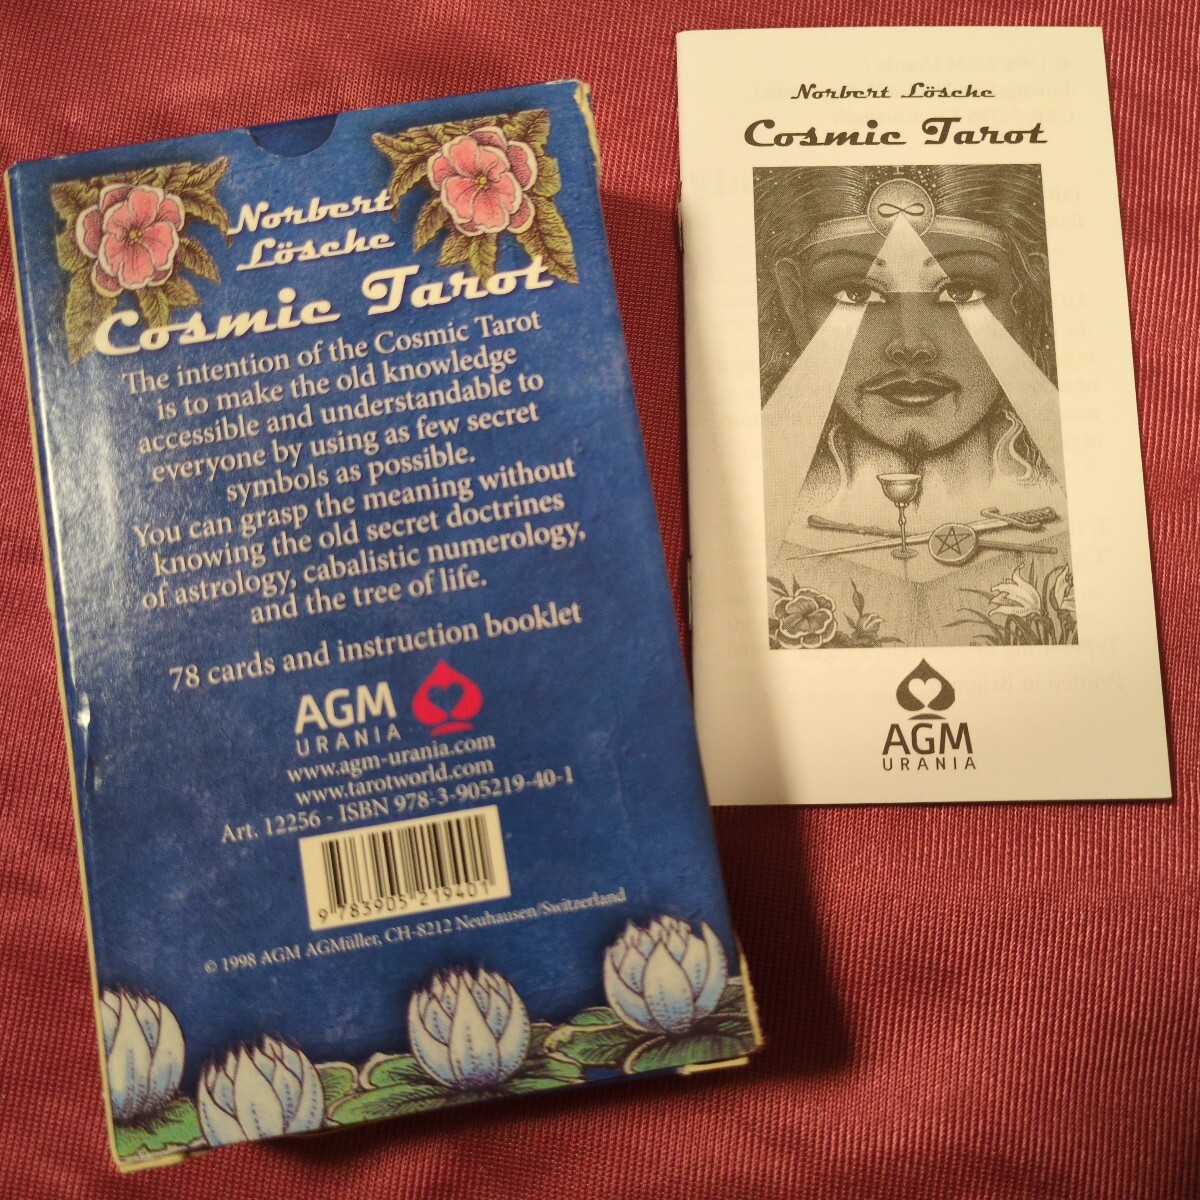 Norbert
Lösche
Cosmic Tarot
The intention of the Cosmic Tarot
is to make the old knowledge
accessible and understandable to
everyone by using as few secret
symbols as possible.
You can grasp the meaning without
knowing the old secret doctrines
of astrology, cabalistic numerology,
and the tree of life.
78 cards and instruction booklet
AGM
URANIA
www.agm-urania.com
www.tarotworld.com
Art. 12256 - ISBN 978-3-905219-40-1
9 783905 219401
© 1998 AGM AGMüller, CH-8212 Neuhausen/Switzerland
Norbert Lösche
Cosmic Tarot
AGM
URANIA